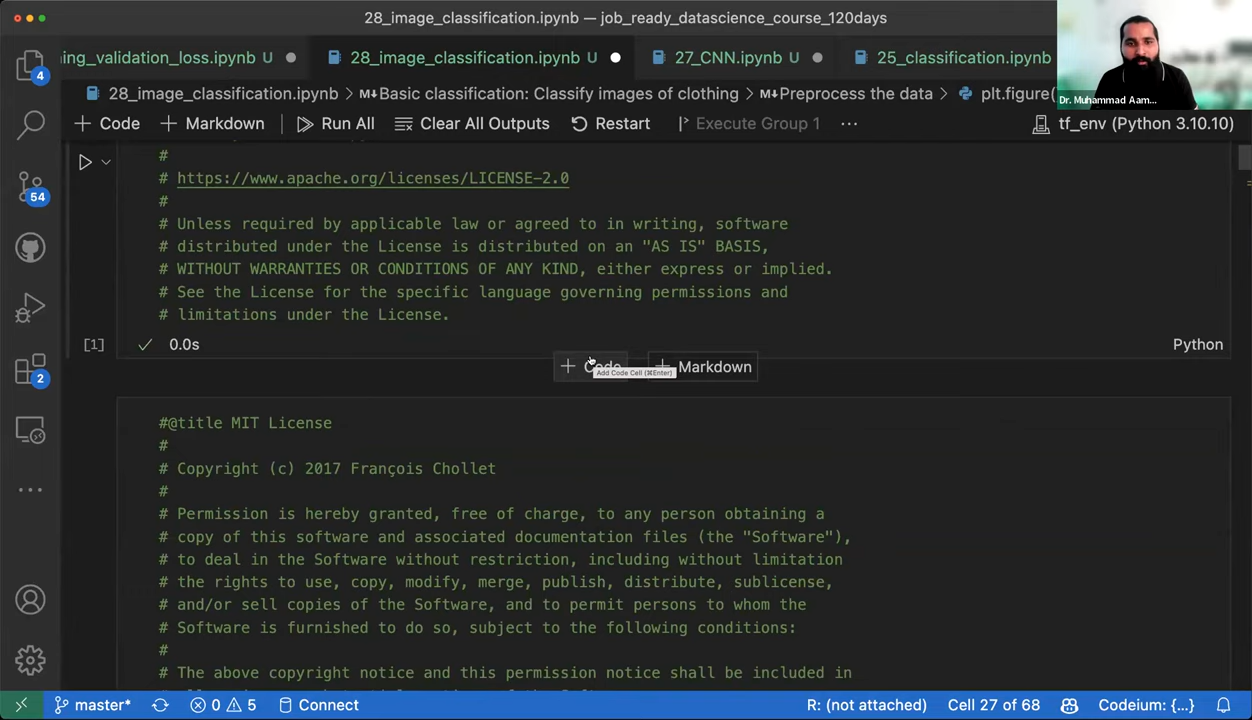 28_image_classification.ipynb — job_ready_datascience_course_120days
ning_validation_loss.ipynb U
28_image_classification.ipynb U
27_CNN.ipynb U
25_classification.ipynb
Dr. Muhammad Aam...
28_image_classification.ipynb > M↓Basic classification: Classify images of clothing > M↓Preprocess the data > plt.figure(
+ Code + Markdown Run All Clear All Outputs Restart Execute Group 1 ... tf_env (Python 3.10.10)
#
# https://www.apache.org/licenses/LICENSE-2.0
#
# Unless required by applicable law or agreed to in writing, software
# distributed under the License is distributed on an "AS IS" BASIS,
# WITHOUT WARRANTIES OR CONDITIONS OF ANY KIND, either express or implied.
# See the License for the specific language governing permissions and
# limitations under the License.
[1] 0.0s Python
+ Code + Markdown
Add Code Cell (⌘Enter)
#@title MIT License
#
# Copyright (c) 2017 François Chollet
#
# Permission is hereby granted, free of charge, to any person obtaining a
# copy of this software and associated documentation files (the "Software"),
# to deal in the Software without restriction, including without limitation
# the rights to use, copy, modify, merge, publish, distribute, sublicense,
# and/or sell copies of the Software, and to permit persons to whom the
# Software is furnished to do so, subject to the following conditions:
#
# The above copyright notice and this permission notice shall be included in
4
54
2
master* 0 5 Connect R: (not attached) Cell 27 of 68 Codeium: {...}